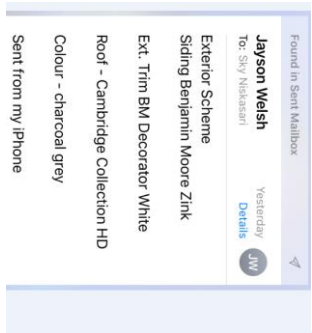 Found in Sent Mailbox
Jayson Welsh
Yesterday
To: Sky Niskasari
Details
JW
Exterior Scheme
Siding Benjamin Moore Zink
Ext. Trim BM Decorator White
Roof - Cambridge Collection HD
Colour - charcoal grey
Sent from my iPhone